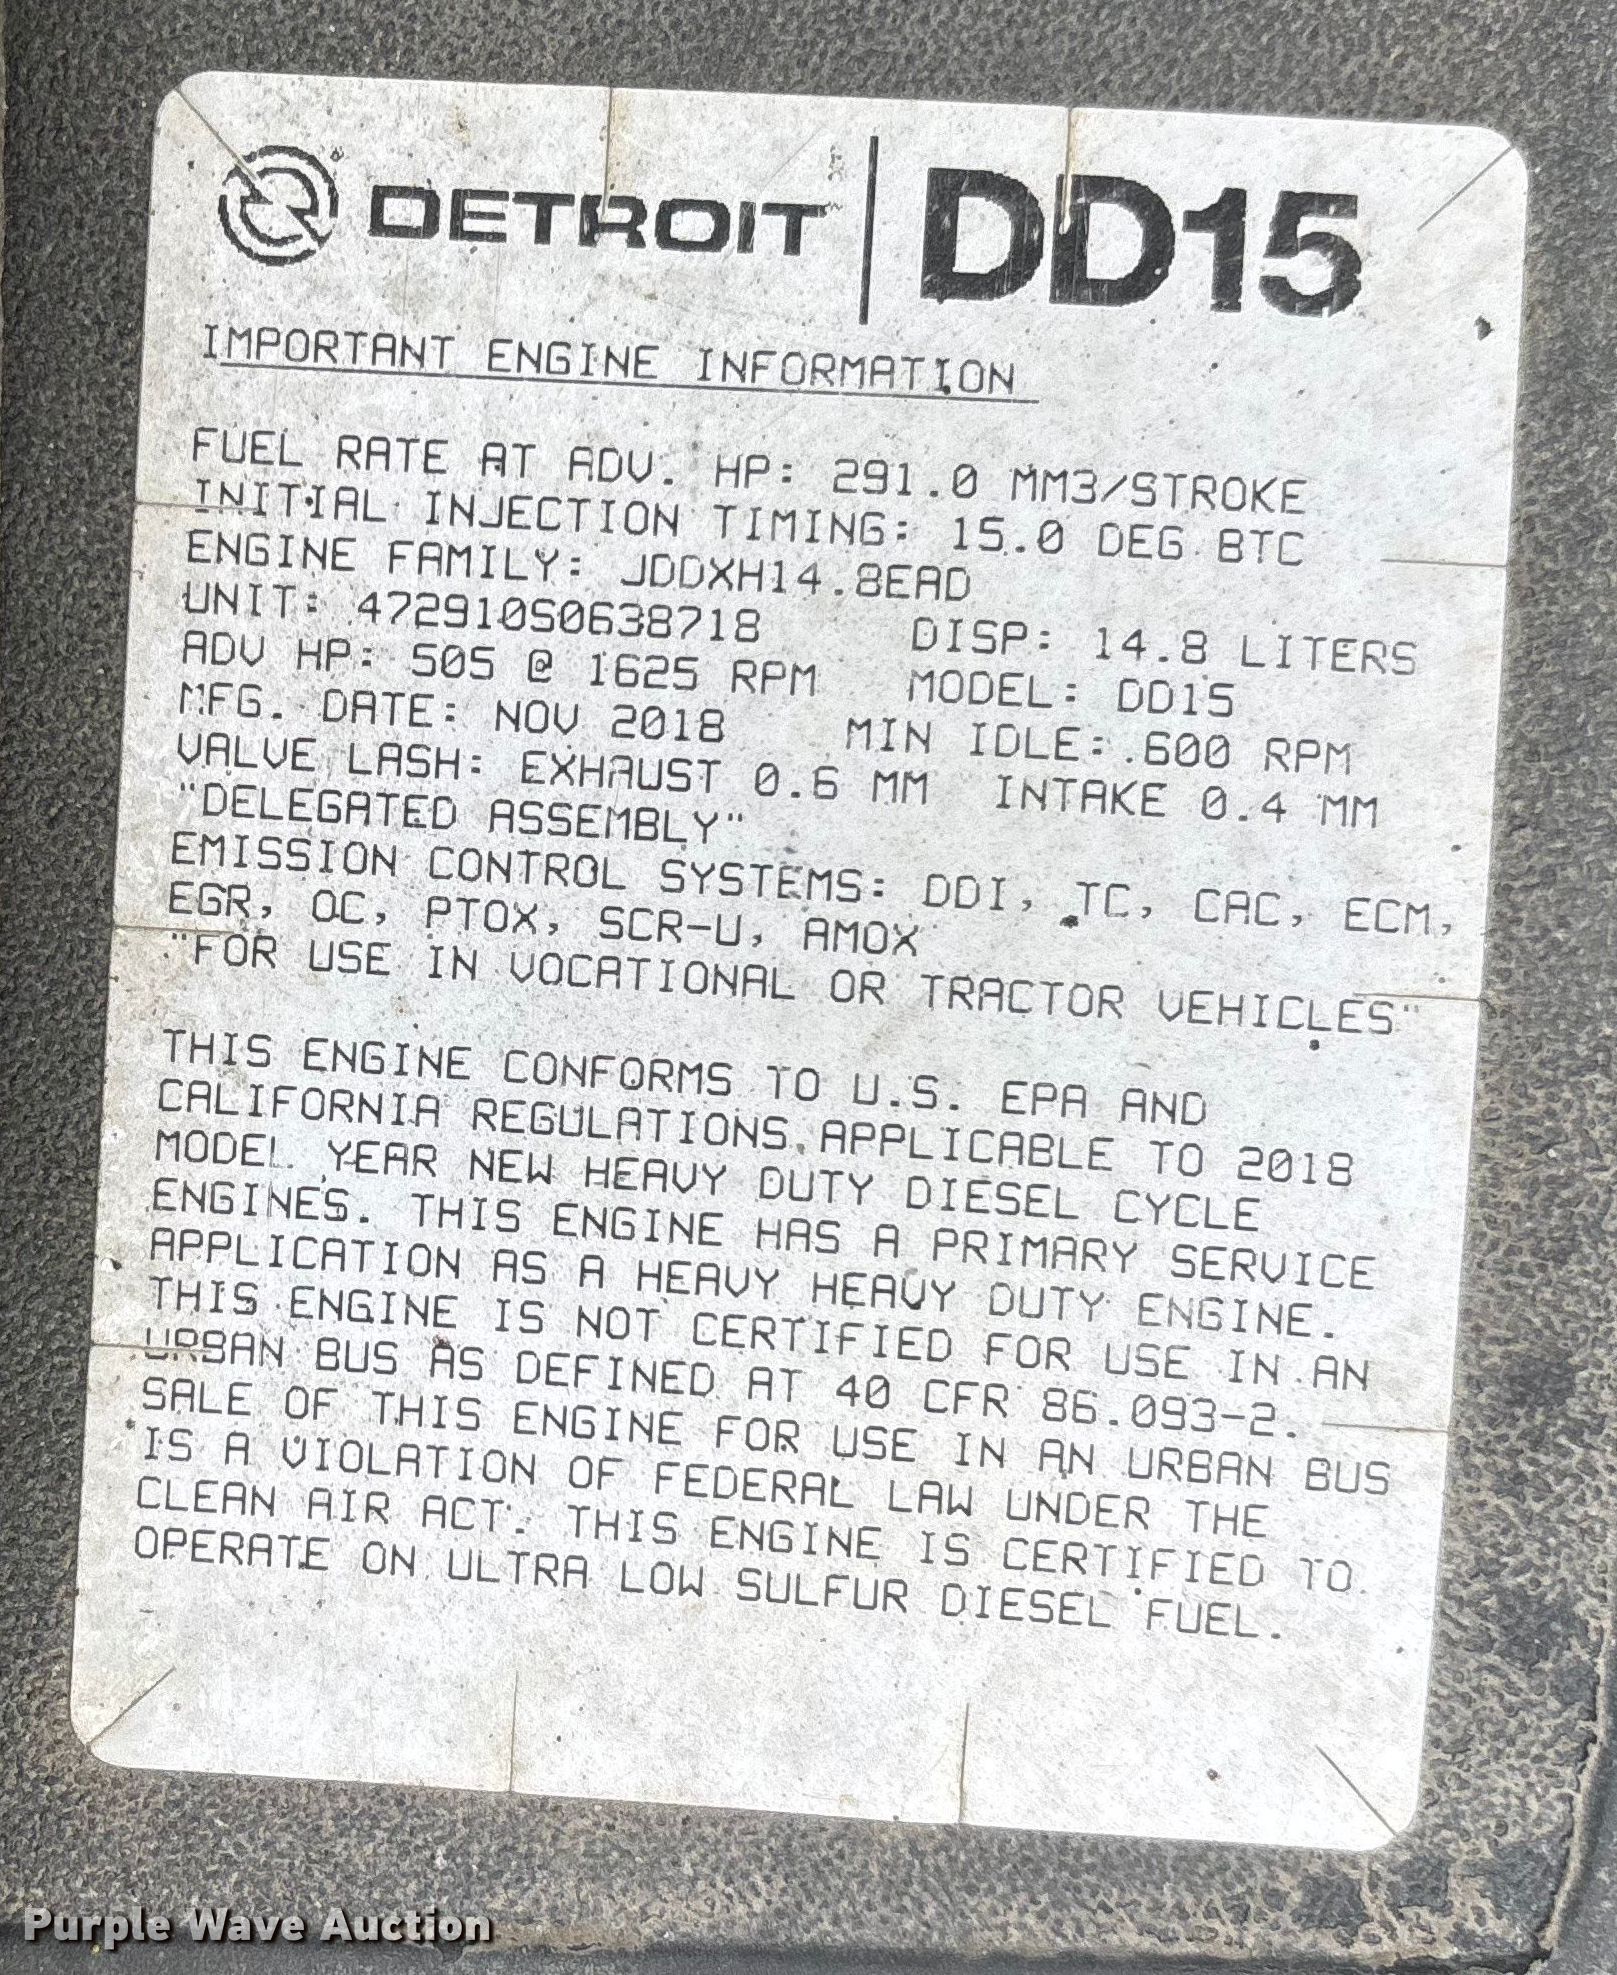 DETROIT DD15
IMPORTANT ENGINE INFORMATION
FUEL RATE AT ADV. HP: 291.0 MM3/STROKE
INITIAL INJECTION TIMING: 15.0 DEG BTC
ENGINE FAMILY: JDDXH14.8EAD
UNIT: 472910S0638718 DISP: 14.8 LITERS
ADV HP: 505 @ 1625 RPM MODEL: DD15
MFG. DATE: NOV 2018 MIN IDLE: 600 RPM
VALVE LASH: EXHAUST 0.6 MM INTAKE 0.4 MM
"DELEGATED ASSEMBLY"
EMISSION CONTROL SYSTEMS: DDI, TC, CAC, ECM,
EGR, OC, PTOX, SCR-U, AMOX
"FOR USE IN VOCATIONAL OR TRACTOR VEHICLES"
THIS ENGINE CONFORMS TO U.S. EPA AND
CALIFORNIA REGULATIONS APPLICABLE TO 2018
MODEL YEAR NEW HEAVY DUTY DIESEL CYCLE
ENGINES. THIS ENGINE HAS A PRIMARY SERVICE
APPLICATION AS A HEAVY HEAVY DUTY ENGINE.
THIS ENGINE IS NOT CERTIFIED FOR USE IN AN
URBAN BUS AS DEFINED AT 40 CFR 86.093-2.
SALE OF THIS ENGINE FOR USE IN AN URBAN BUS
IS A VIOLATION OF FEDERAL LAW UNDER THE
CLEAN AIR ACT. THIS ENGINE IS CERTIFIED TO
OPERATE ON ULTRA LOW SULFUR DIESEL FUEL.
Purple Wave Auction